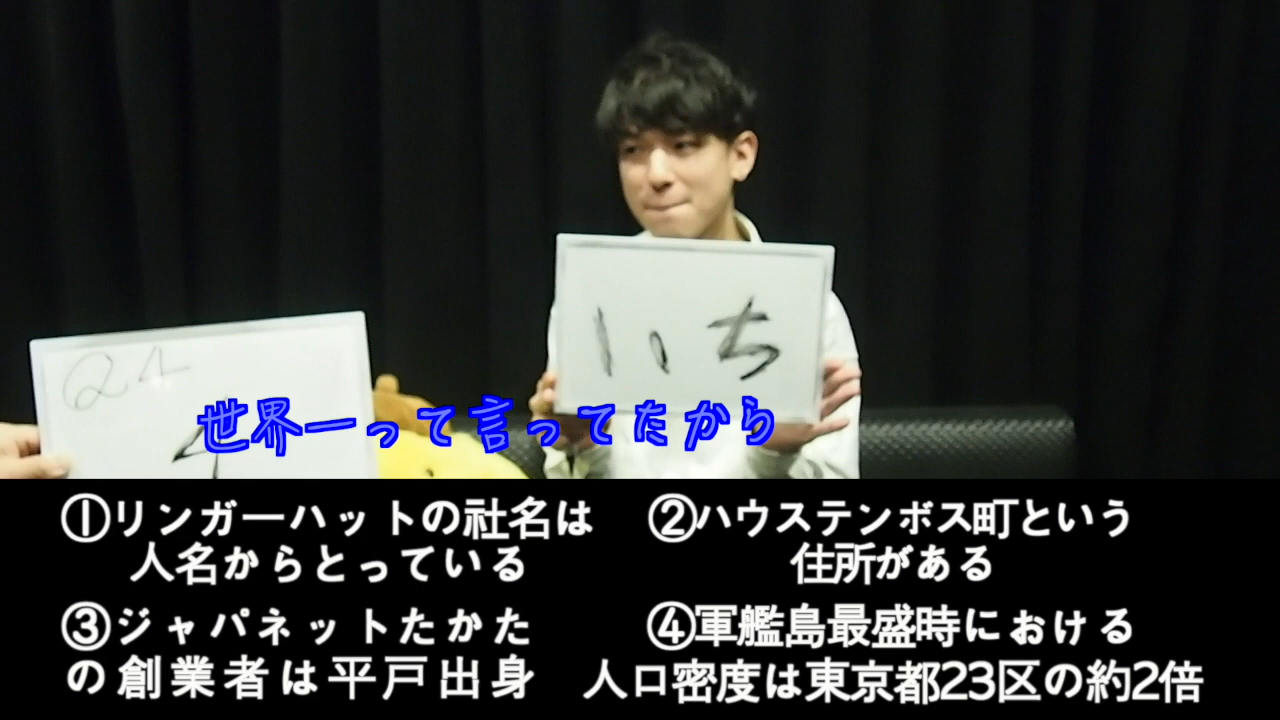 いち
Q4
4
世界一って言ってたから
①リンガーハットの社名は
人名からとっている
②ハウステンボス町という
住所がある
③ジャパネットたかた
の創業者は平戸出身
④軍艦島最盛時における
人口密度は東京都23区の約2倍